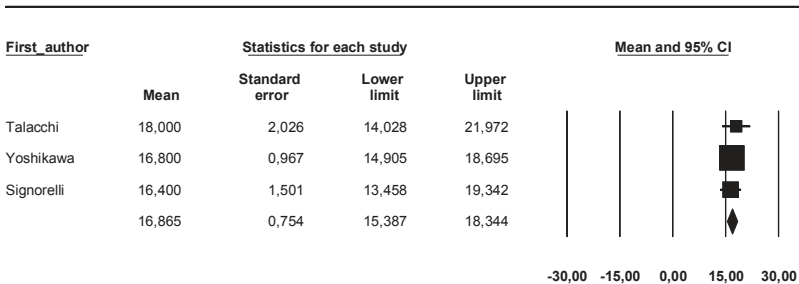 First_author Statistics for each study Mean and 95% CI
Mean Standard error Lower limit Upper limit
Talacchi 18,000 2,026 14,028 21,972
Yoshikawa 16,800 0,967 14,905 18,695
Signorelli 16,400 1,501 13,458 19,342
16,865 0,754 15,387 18,344
-30,00 -15,00 0,00 15,00 30,00